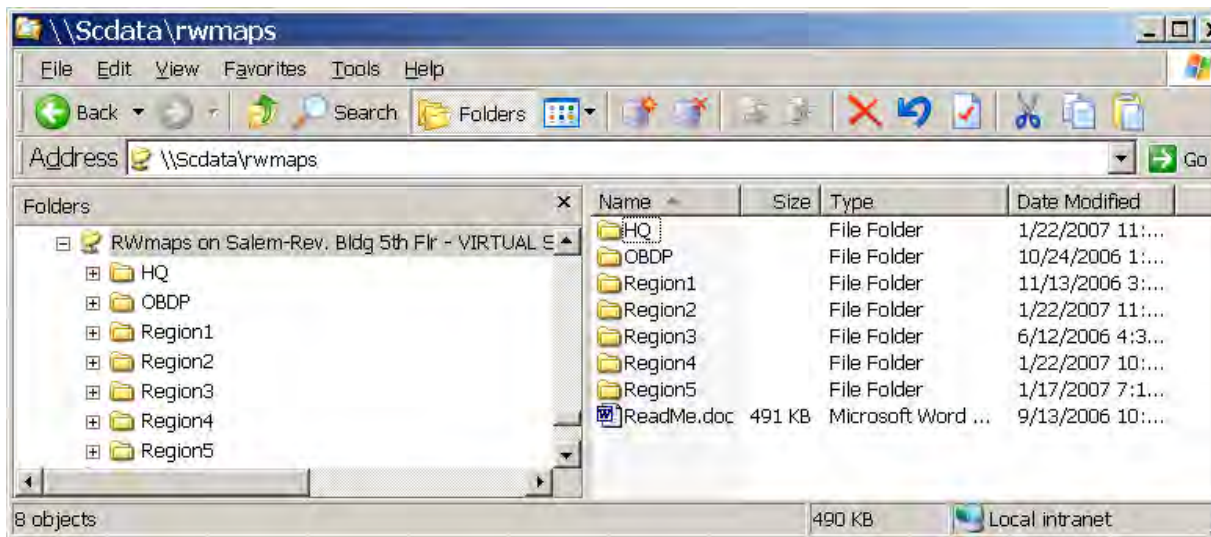 \\Scdata\rwmaps
File Edit View Favorites Tools Help
Back Search Folders
Address \\Scdata\rwmaps Go
Folders
RWmaps on Salem-Rev. Bldg 5th Flr - VIRTUAL
HQ
OBDP
Region1
Region2
Region3
Region4
Region5
Name Size Type Date Modified
HQ File Folder 1/22/2007 11:...
OBDP File Folder 10/24/2006 1:...
Region1 File Folder 11/13/2006 3:...
Region2 File Folder 1/22/2007 11:...
Region3 File Folder 6/12/2006 4:3...
Region4 File Folder 1/22/2007 10:...
Region5 File Folder 1/17/2007 7:1...
ReadMe.doc 491 KB Microsoft Word ... 9/13/2006 10:...
8 objects 490 KB Local intranet